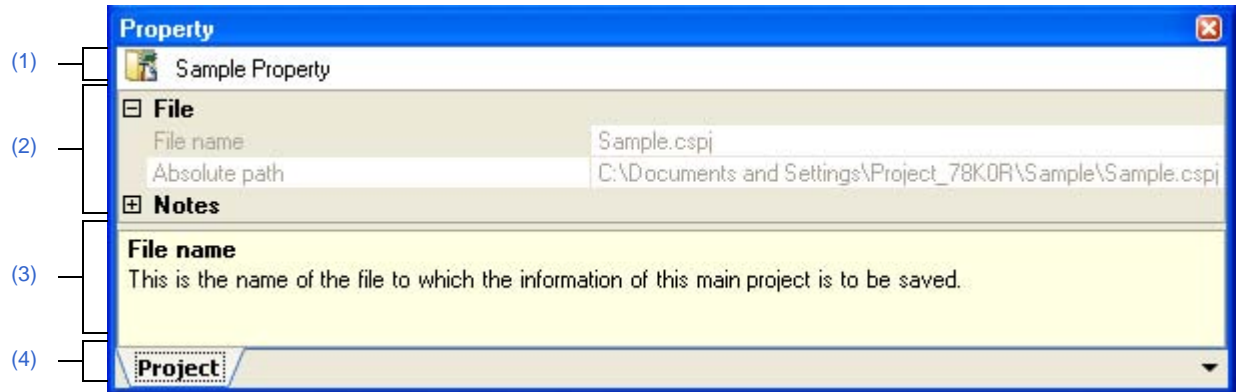 Property
(1)
Sample Property
(2)
File
File name Sample.cspj
Absolute path C:\Documents and Settings\Project_78K0R\Sample\Sample.cspj
Notes
(3)
File name
This is the name of the file to which the information of this main project is to be saved.
(4)
Project